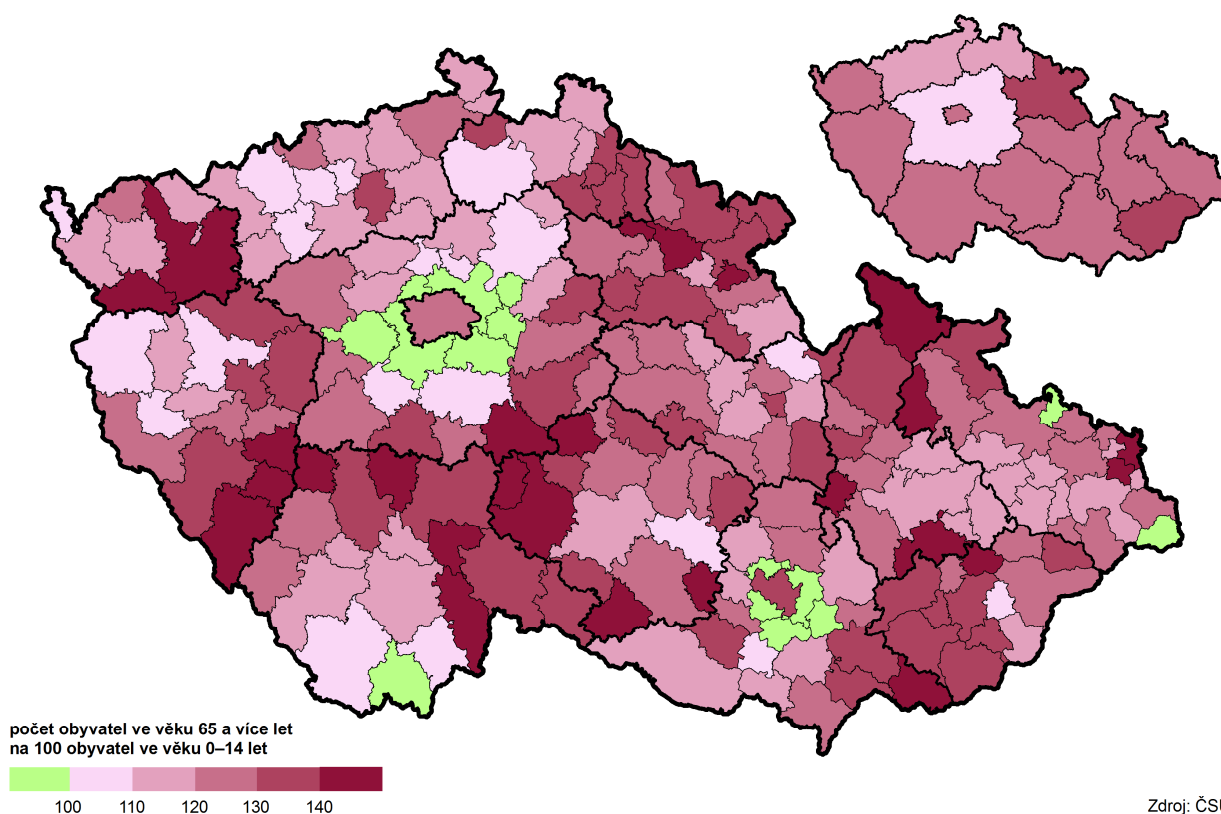 počet obyvatel ve věku 65 a více let
na 100 obyvatel ve věku 0–14 let
100 110 120 130 140
Zdroj: